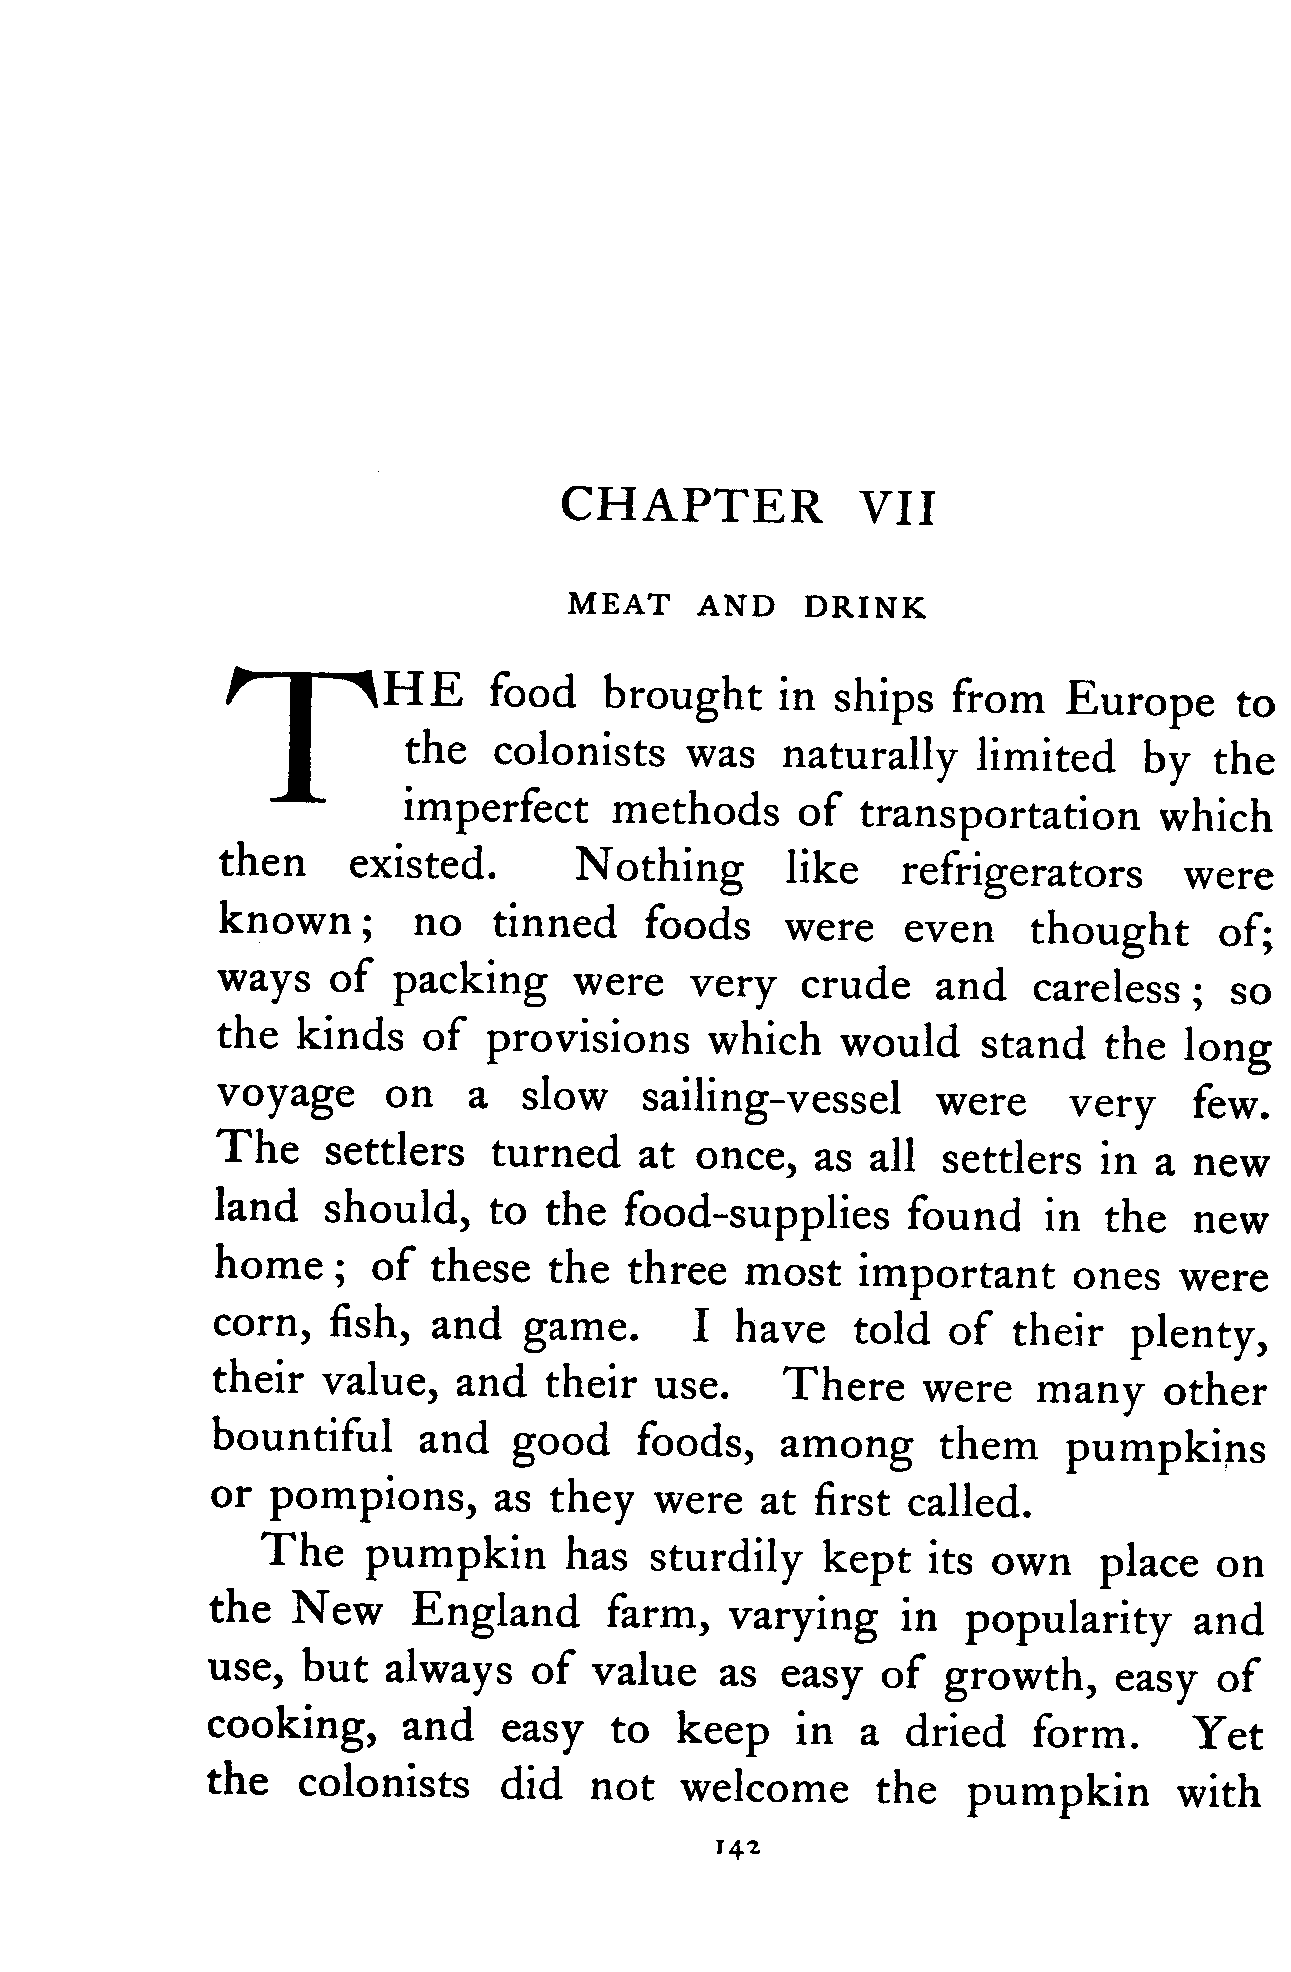 CHAPTER VII
MEAT AND DRINK
THE food brought in ships from Europe to
the colonists was naturally limited by the
imperfect methods of transportation which
then existed. Nothing like refrigerators were
known; no tinned foods were even thought of;
ways of packing were very crude and careless; so
the kinds of provisions which would stand the long
voyage on a slow sailing-vessel were very few.
The settlers turned at once, as all settlers in a new
land should, to the food-supplies found in the new
home; of these the three most important ones were
corn, fish, and game. I have told of their plenty,
their value, and their use. There were many other
bountiful and good foods, among them pumpkins
or pompions, as they were at first called.
The pumpkin has sturdily kept its own place on
the New England farm, varying in popularity and
use, but always of value as easy of growth, easy of
cooking, and easy to keep in a dried form. Yet
the colonists did not welcome the pumpkin with
142